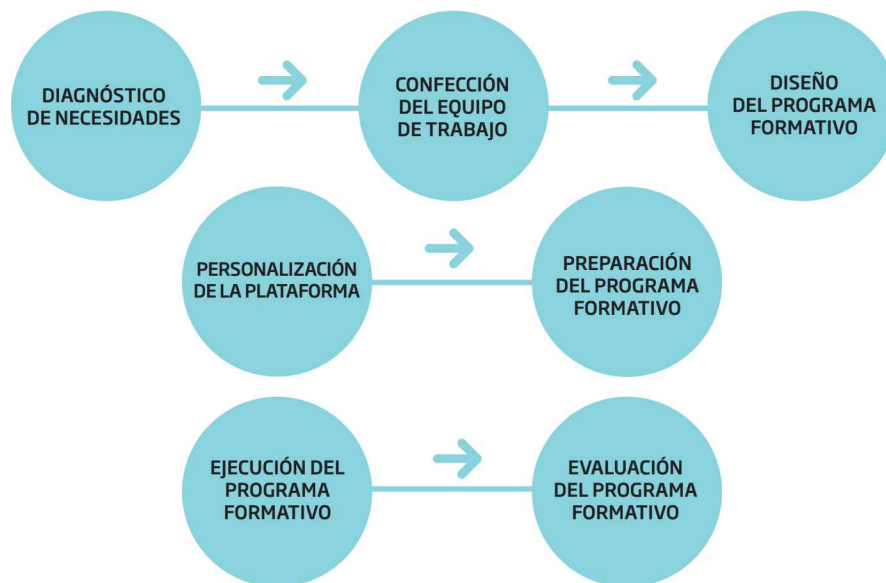 DIAGNÓSTICO
DE NECESIDADES
CONFECCIÓN
DEL EQUIPO
DE TRABAJO
DISEÑO
DEL PROGRAMA
FORMATIVO
PERSONALIZACIÓN
DE LA PLATAFORMA
PREPARACIÓN
DEL PROGRAMA
FORMATIVO
EJECUCIÓN DEL
PROGRAMA
FORMATIVO
EVALUACIÓN
DEL PROGRAMA
FORMATIVO